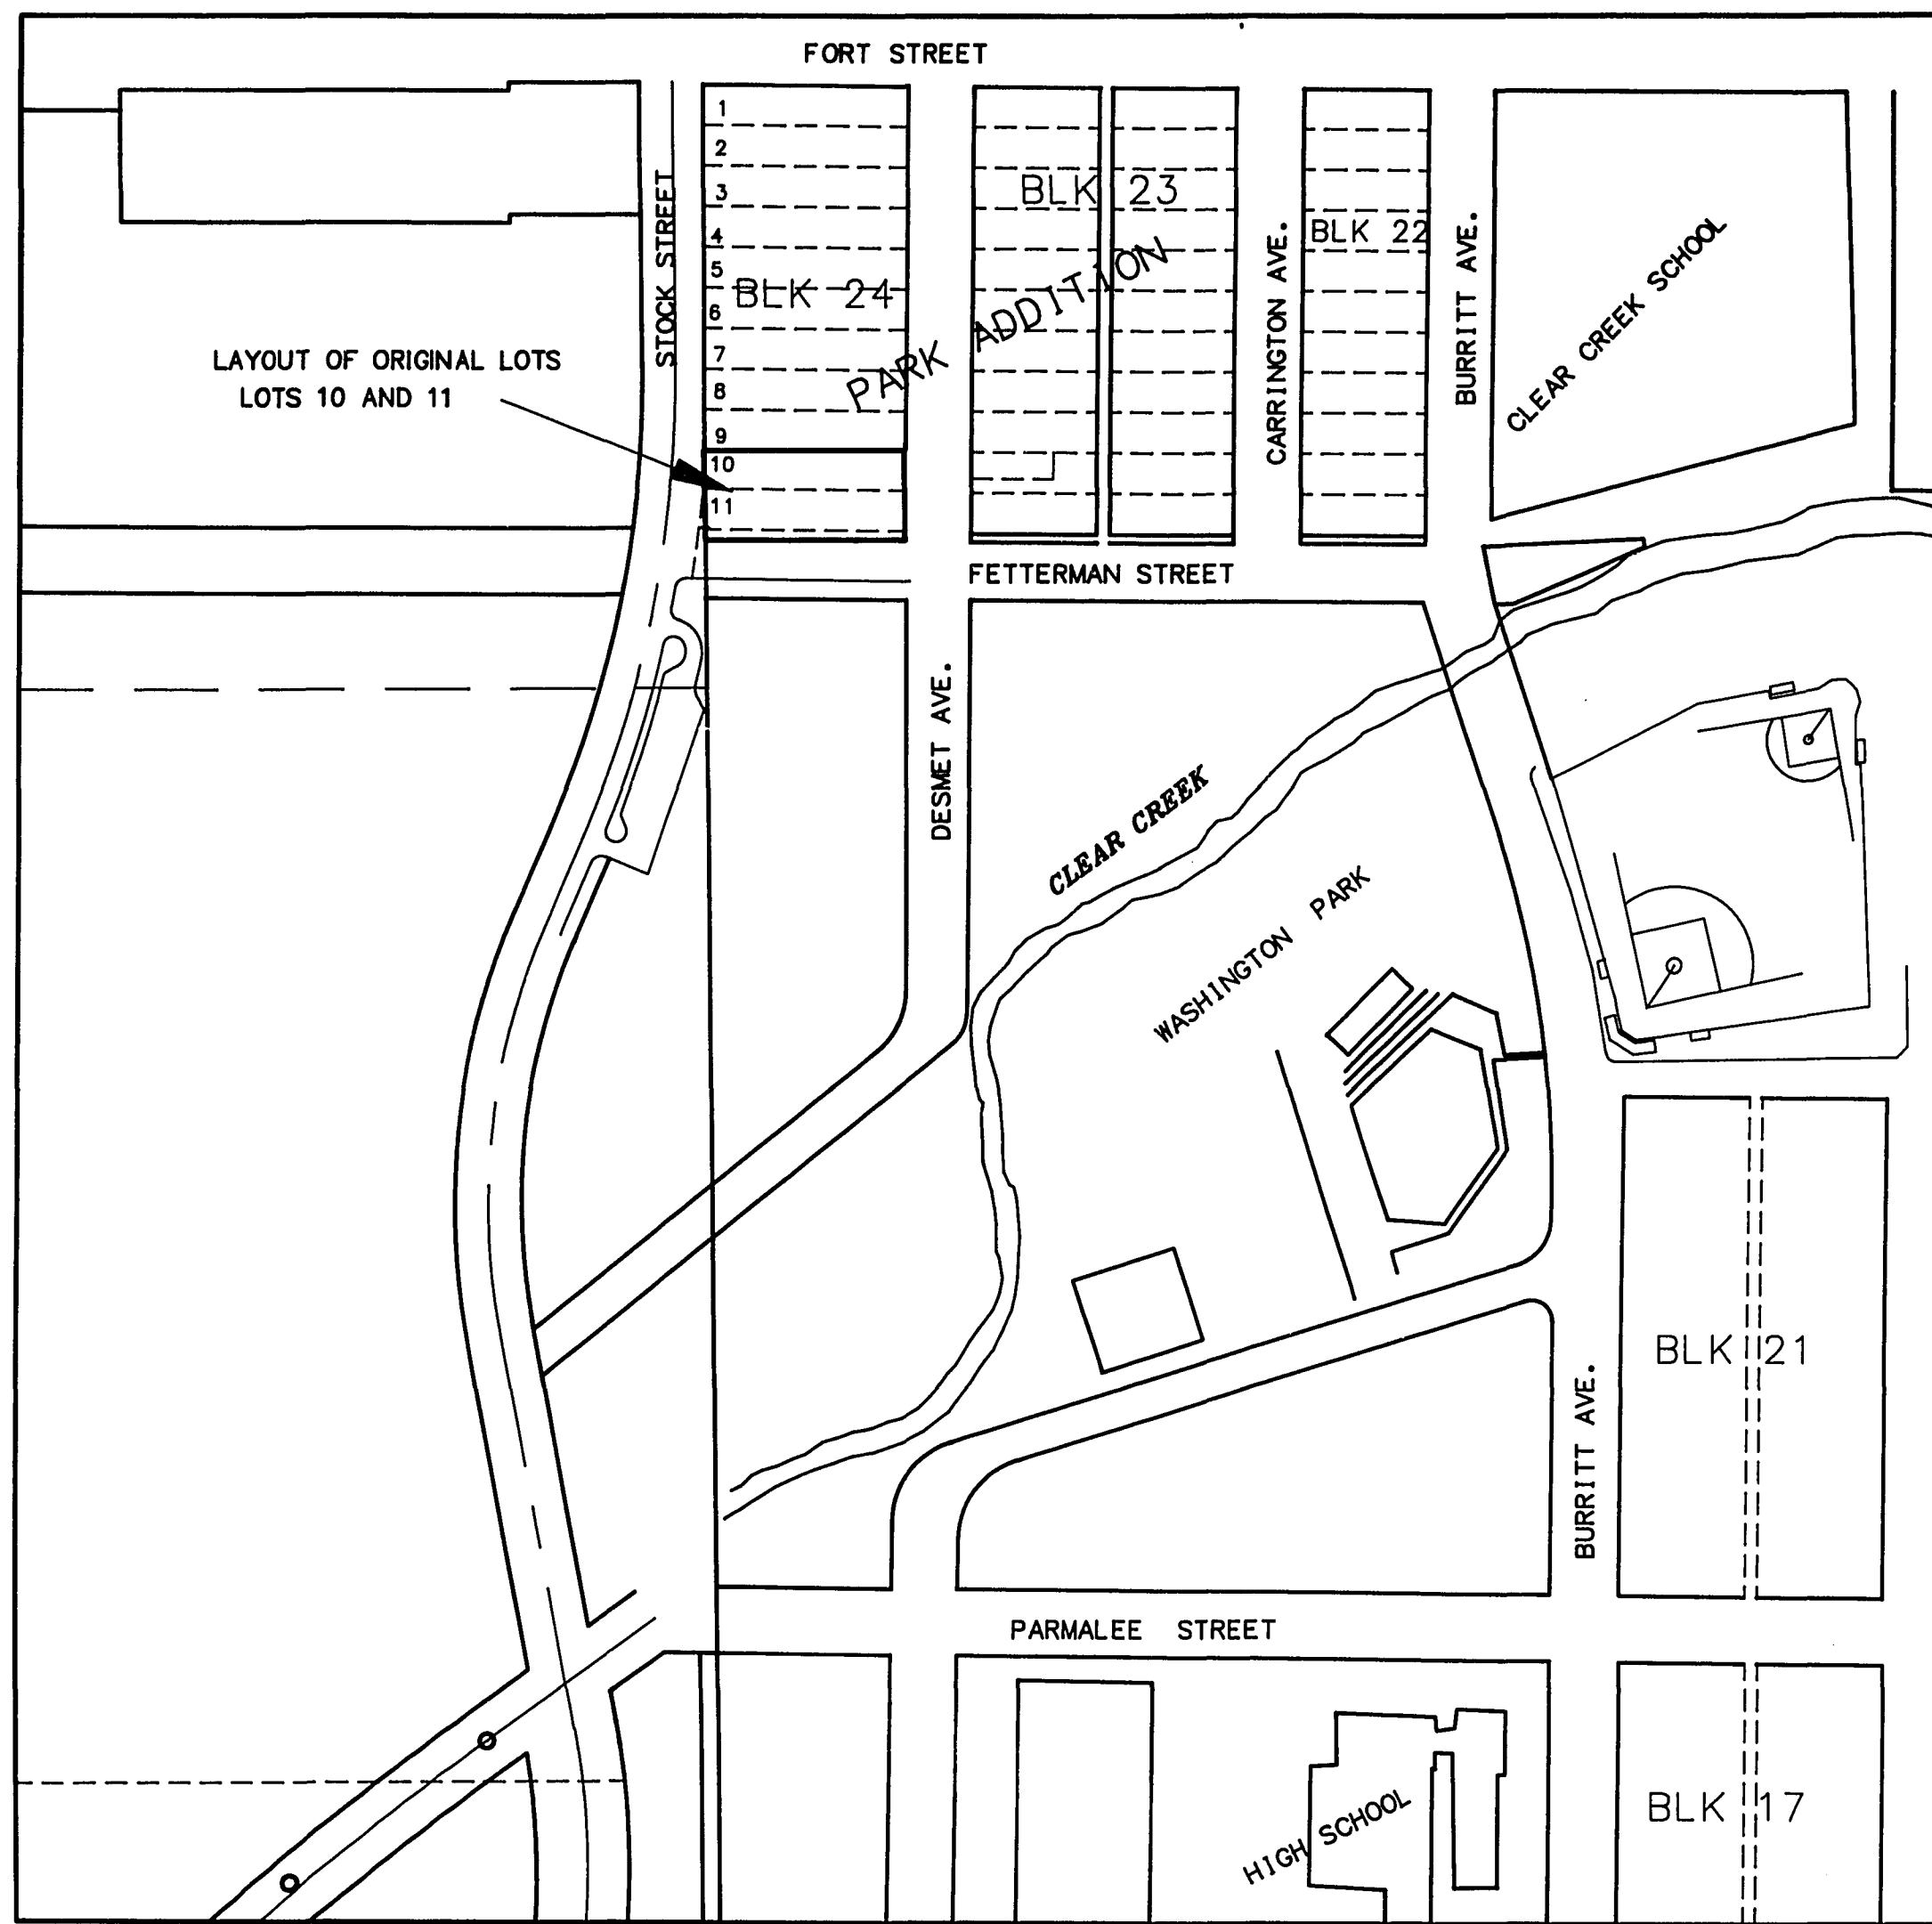 FORT STREET
1
2
3
4
5
6
7
8
9
10
11
STOCK STREET
BLK 24
BLK 23
BLK 22
PARK ADDITION
CARRINGTON AVE.
BURRITT AVE.
CLEAR CREEK SCHOOL
LAYOUT OF ORIGINAL LOTS
LOTS 10 AND 11
FETTERMAN STREET
DESMET AVE.
CLEAR CREEK
WASHINGTON PARK
BLK 21
BURRITT AVE.
PARMALEE STREET
HIGH SCHOOL
BLK 17